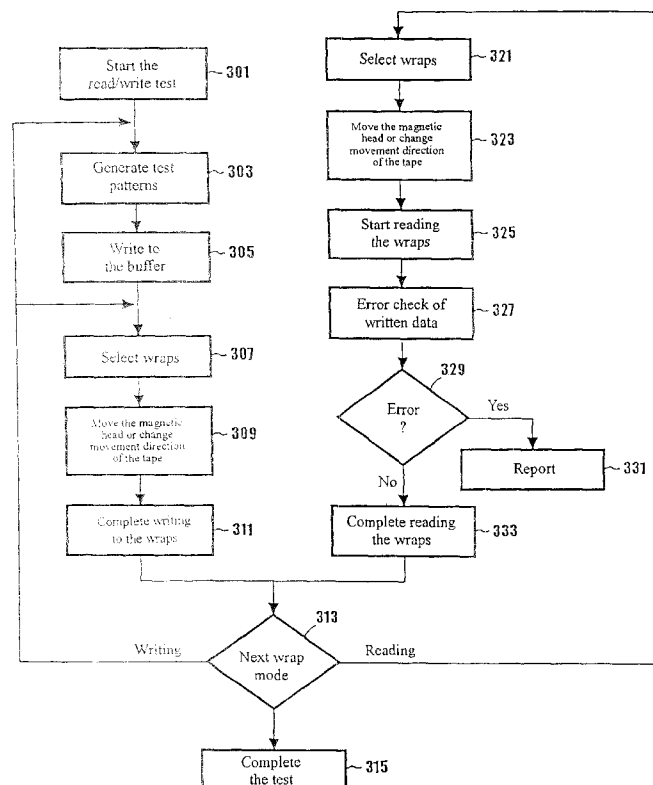 Start the
read/write test
301
Generate test
patterns
303
Write to
the buffer
305
Select wraps
307
Move the magnetic
head or change
movement direction
of the tape
309
Complete writing
to the wraps
311
Select wraps
321
Move the magnetic
head or change
movement direction
of the tape
323
Start reading
the wraps
325
Error check of
written data
327
329
Error
?
Yes
No
Report
331
Complete reading
the wraps
333
313
Writing
Next wrap
mode
Reading
Complete
the test
315